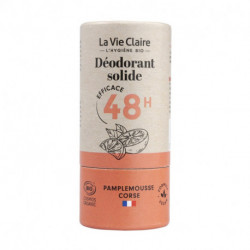 La Vie Claire
L'HYGIÈNE BIO
Déodorant
solide
EFFICACE
48H
PAMPLEMOUSSE
CORSE